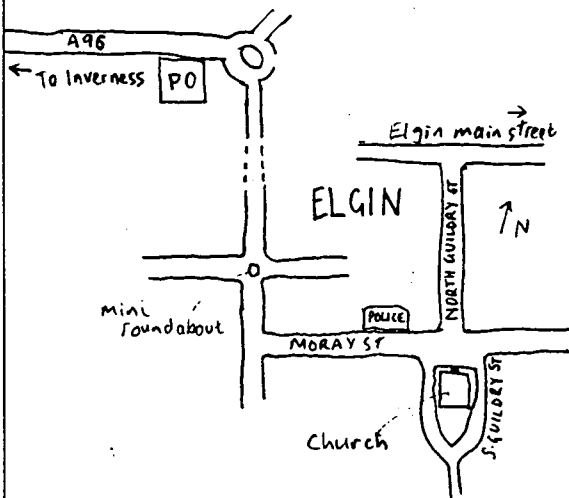 A96
← To Inverness
PO
→
Elgin main street
ELGIN
NORTH GUILDRY ST
↑N
Mini
roundabout
POLICE
MORAY ST
S. GUILDRY ST
Church